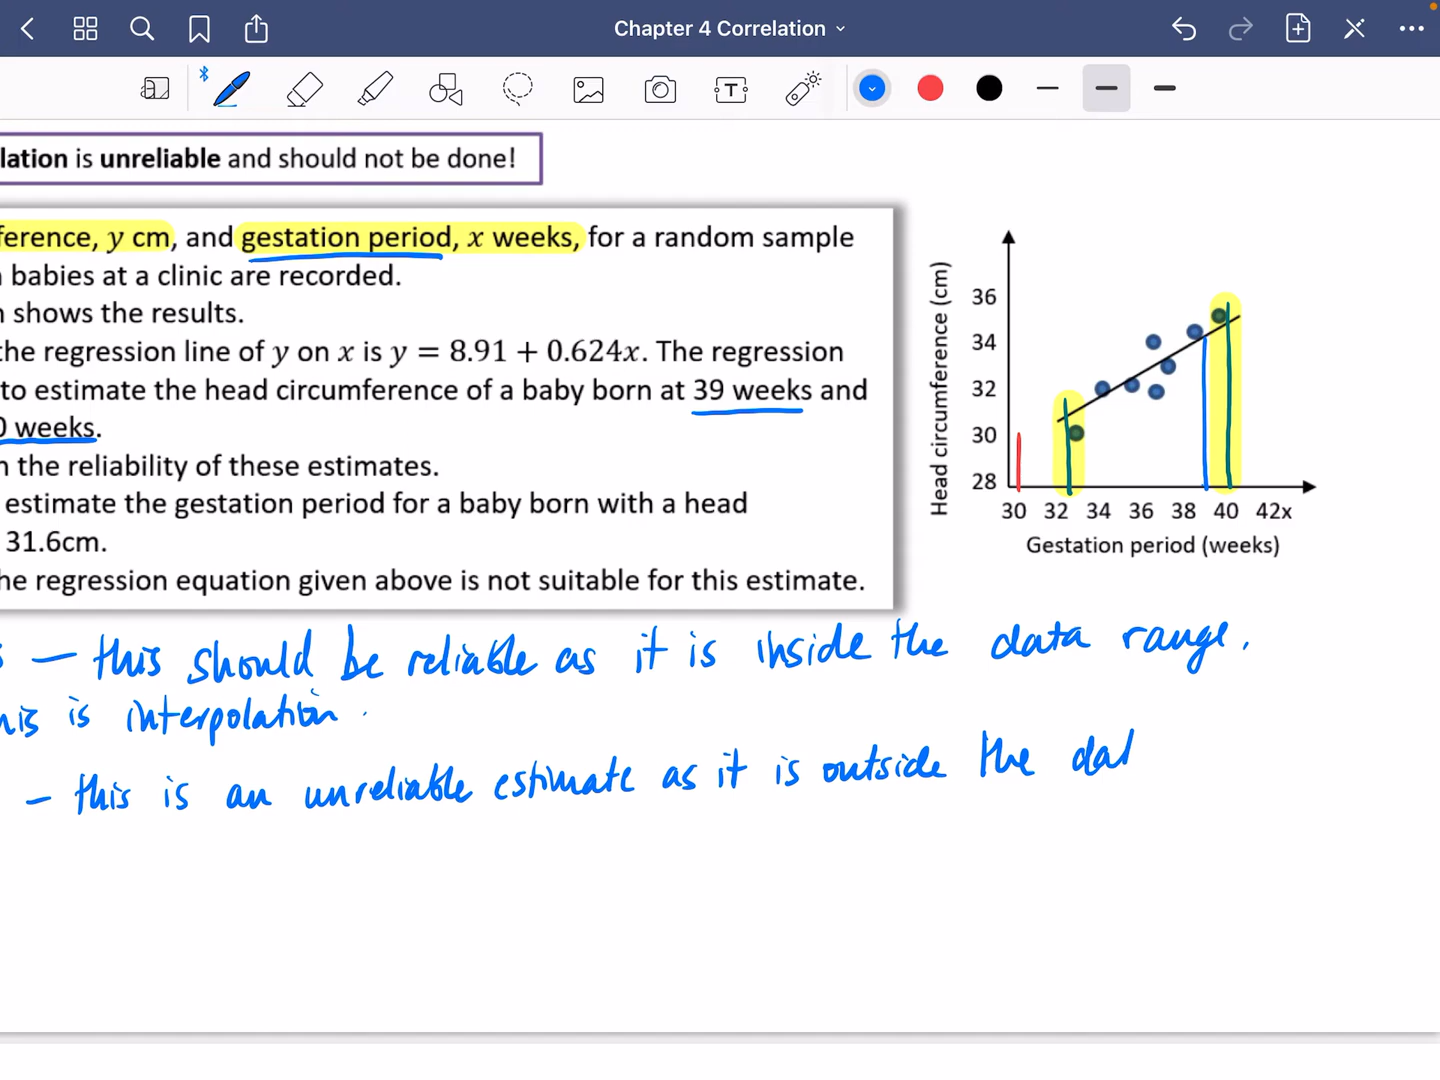 Chapter 4 Correlation
lation is unreliable and should not be done!
ference, y cm, and gestation period, x weeks, for a random sample
n babies at a clinic are recorded.
n shows the results.
the regression line of y on x is y = 8.91 + 0.624x. The regression
to estimate the head circumference of a baby born at 39 weeks and
0 weeks.
n the reliability of these estimates.
estimate the gestation period for a baby born with a head
31.6cm.
he regression equation given above is not suitable for this estimate.
Head circumference (cm)
36
34
32
30
28
30 32 34 36 38 40 42x
Gestation period (weeks)
s – this should be reliable as it is inside the data range.
his is interpolation.
– this is an unreliable estimate as it is outside the dat